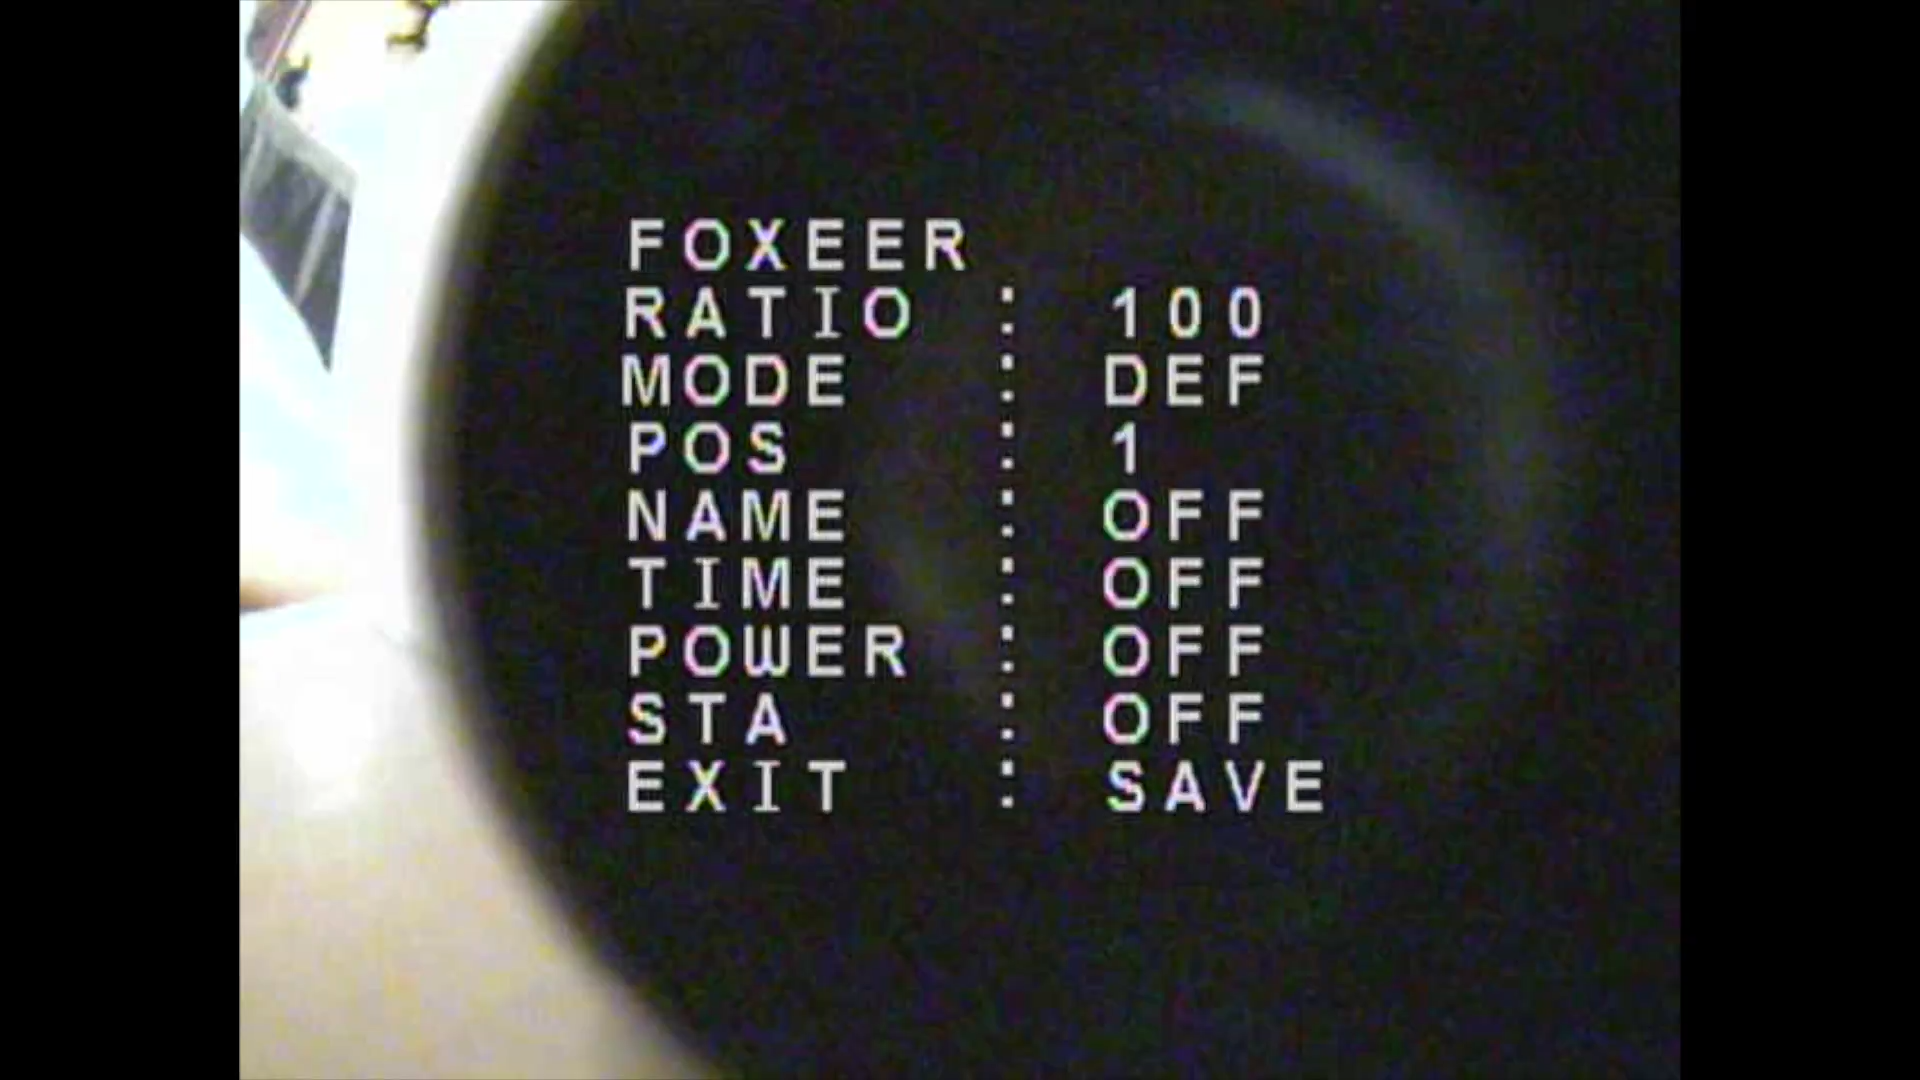 FOXEER
RATIO : 100
MODE : DEF
POS : 1
NAME : OFF
TIME : OFF
POWER : OFF
STA : OFF
EXIT : SAVE